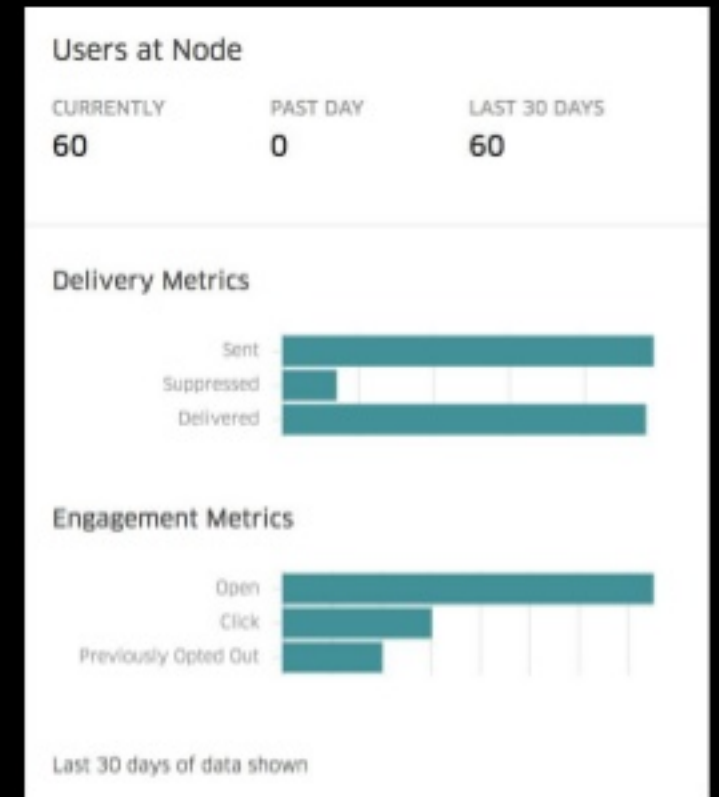 Users at Node
CURRENTLY PAST DAY LAST 30 DAYS
60 0 60
Delivery Metrics
Sent
Suppressed
Delivered
Engagement Metrics
Open
Click
Previously Opted Out
Last 30 days of data shown